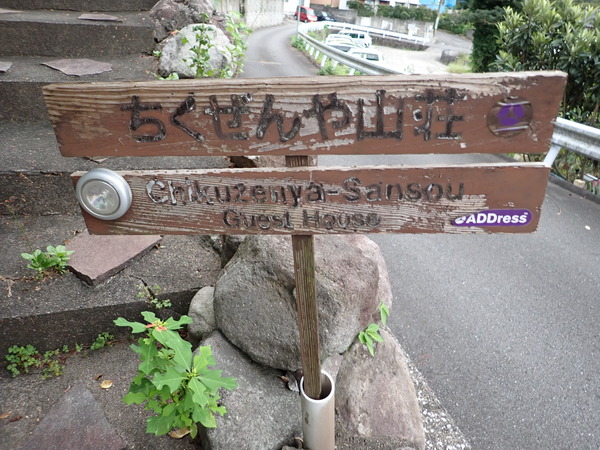 ちくぜんや山荘
Chikuzenya-Sansou
Guest House
ADDress